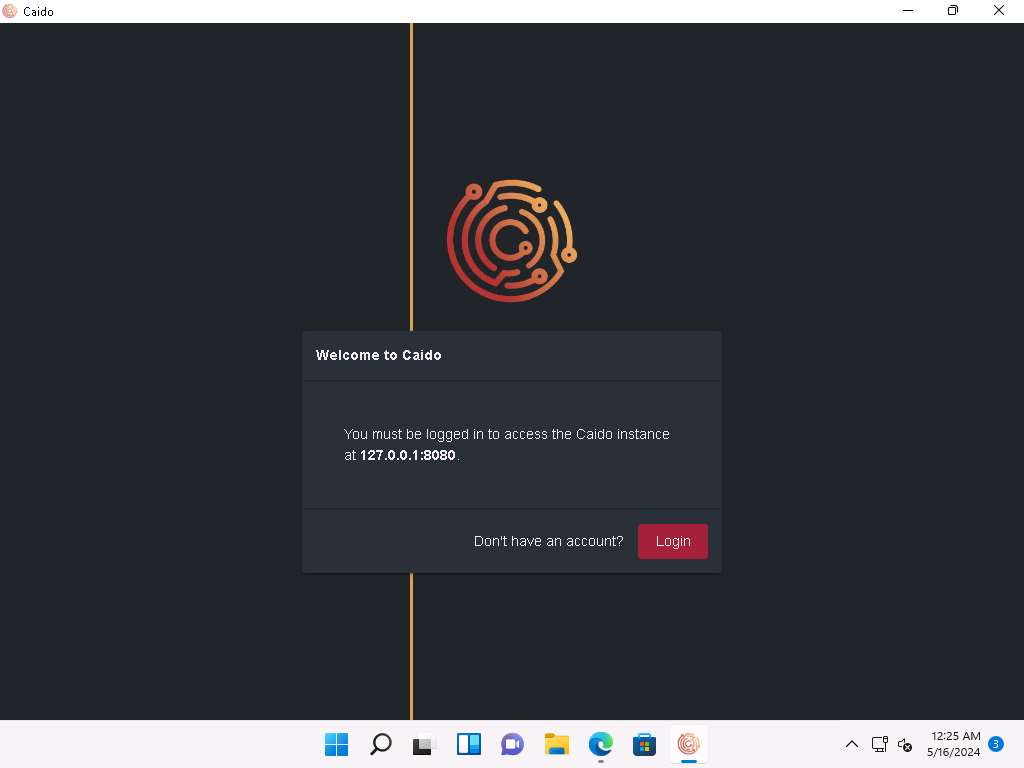 Caido
Welcome to Caido
You must be logged in to access the Caido instance
at 127.0.0.1:8080.
Don't have an account?
Login
12:25 AM
5/16/2024
3